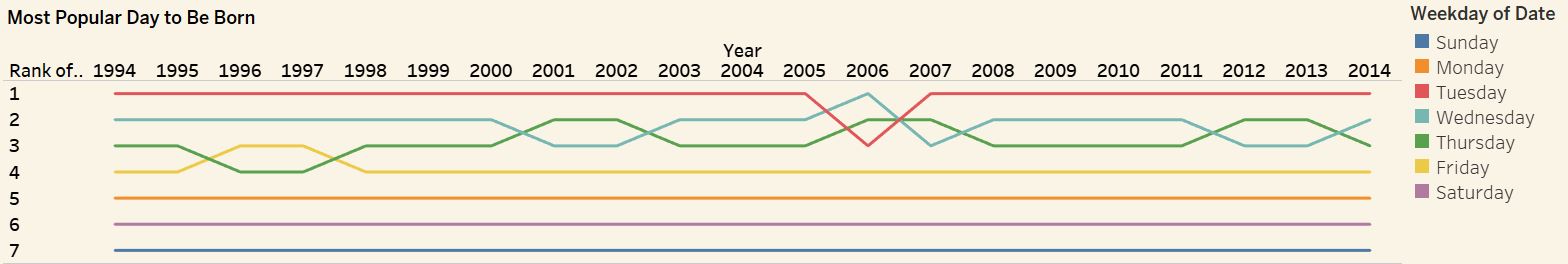 Most Popular Day to Be Born
Year
Rank of.. 1994 1995 1996 1997 1998 1999 2000 2001 2002 2003 2004 2005 2006 2007 2008 2009 2010 2011 2012 2013 2014
1
2
3
4
5
6
7
Weekday of Date
Sunday
Monday
Tuesday
Wednesday
Thursday
Friday
Saturday